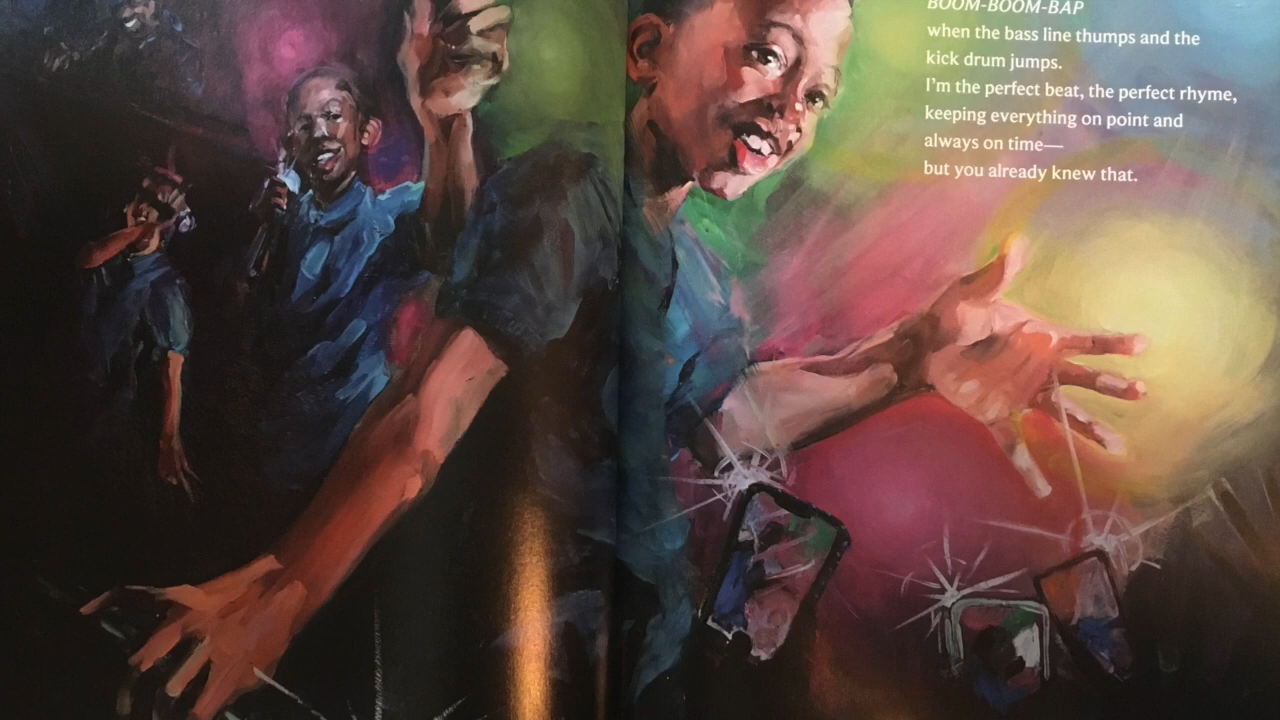 BOOM-BOOM-BAP
when the bass line thumps and the
kick drum jumps.
I'm the perfect beat, the perfect rhyme,
keeping everything on point and
always on time—
but you already knew that.